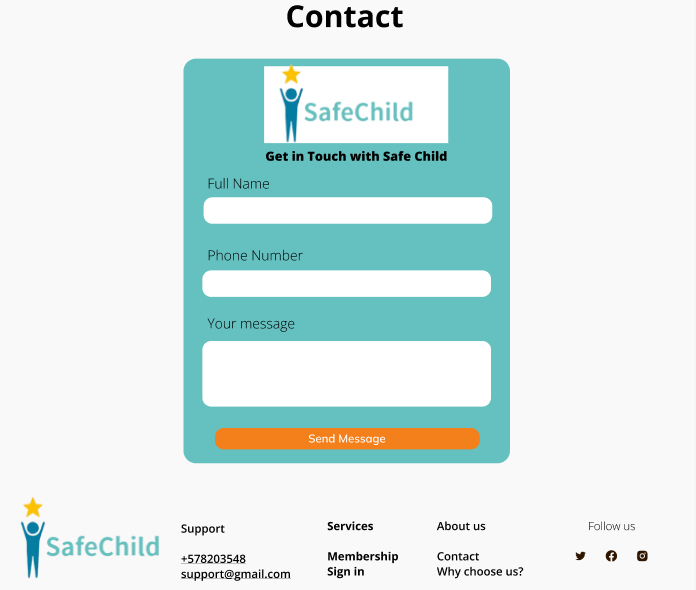 Contact
SafeChild
Get in Touch with Safe Child
Full Name
Phone Number
Your message
Send Message
SafeChild
Support
+578203548
support@gmail.com
Services
Membership
Sign in
About us
Contact
Why choose us?
Follow us